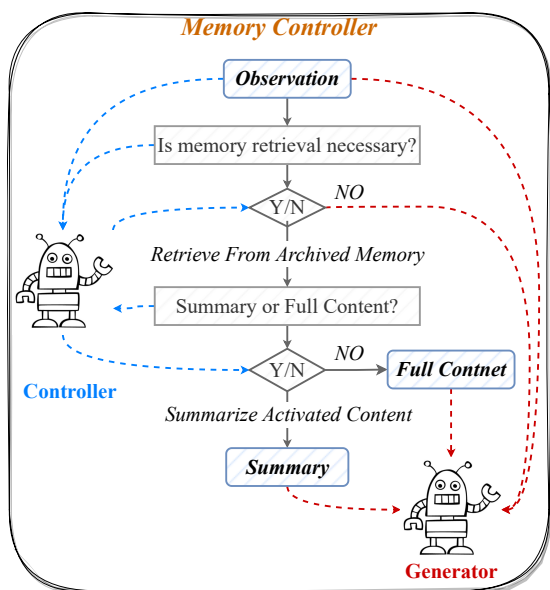 Memory Controller
Observation
Is memory retrieval necessary?
Y/N
NO
Retrieve From Archived Memory
Summary or Full Content?
Y/N
NO
Full Contnet
Controller
Summarize Activated Content
Summary
Generator